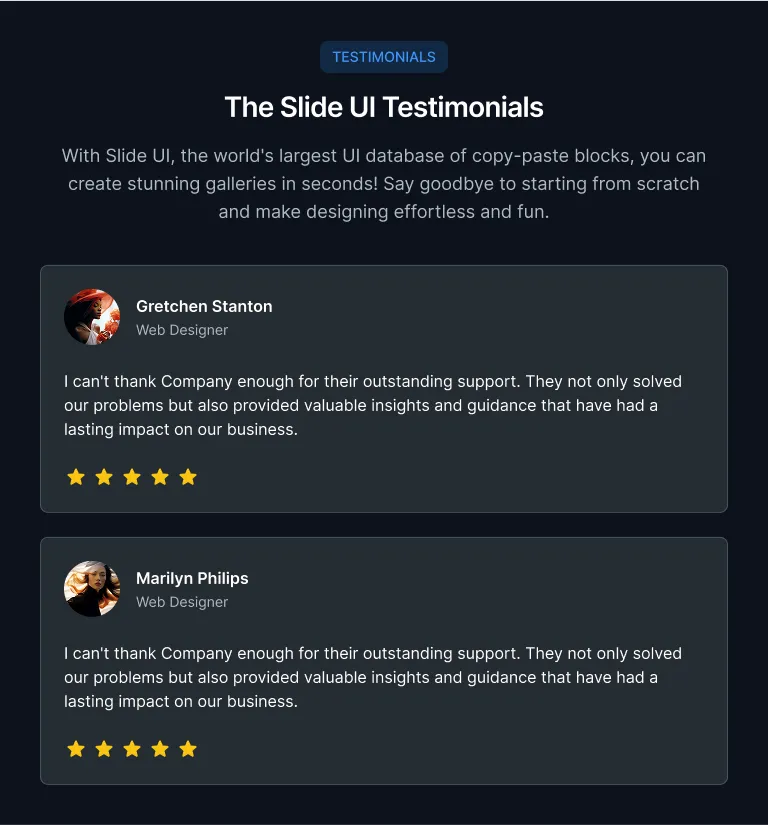 TESTIMONIALS
The Slide UI Testimonials
With Slide UI, the world's largest UI database of copy-paste blocks, you can
create stunning galleries in seconds! Say goodbye to starting from scratch
and make designing effortless and fun.
Gretchen Stanton
Web Designer
I can't thank Company enough for their outstanding support. They not only solved
our problems but also provided valuable insights and guidance that have had a
lasting impact on our business.
Marilyn Philips
Web Designer
I can't thank Company enough for their outstanding support. They not only solved
our problems but also provided valuable insights and guidance that have had a
lasting impact on our business.